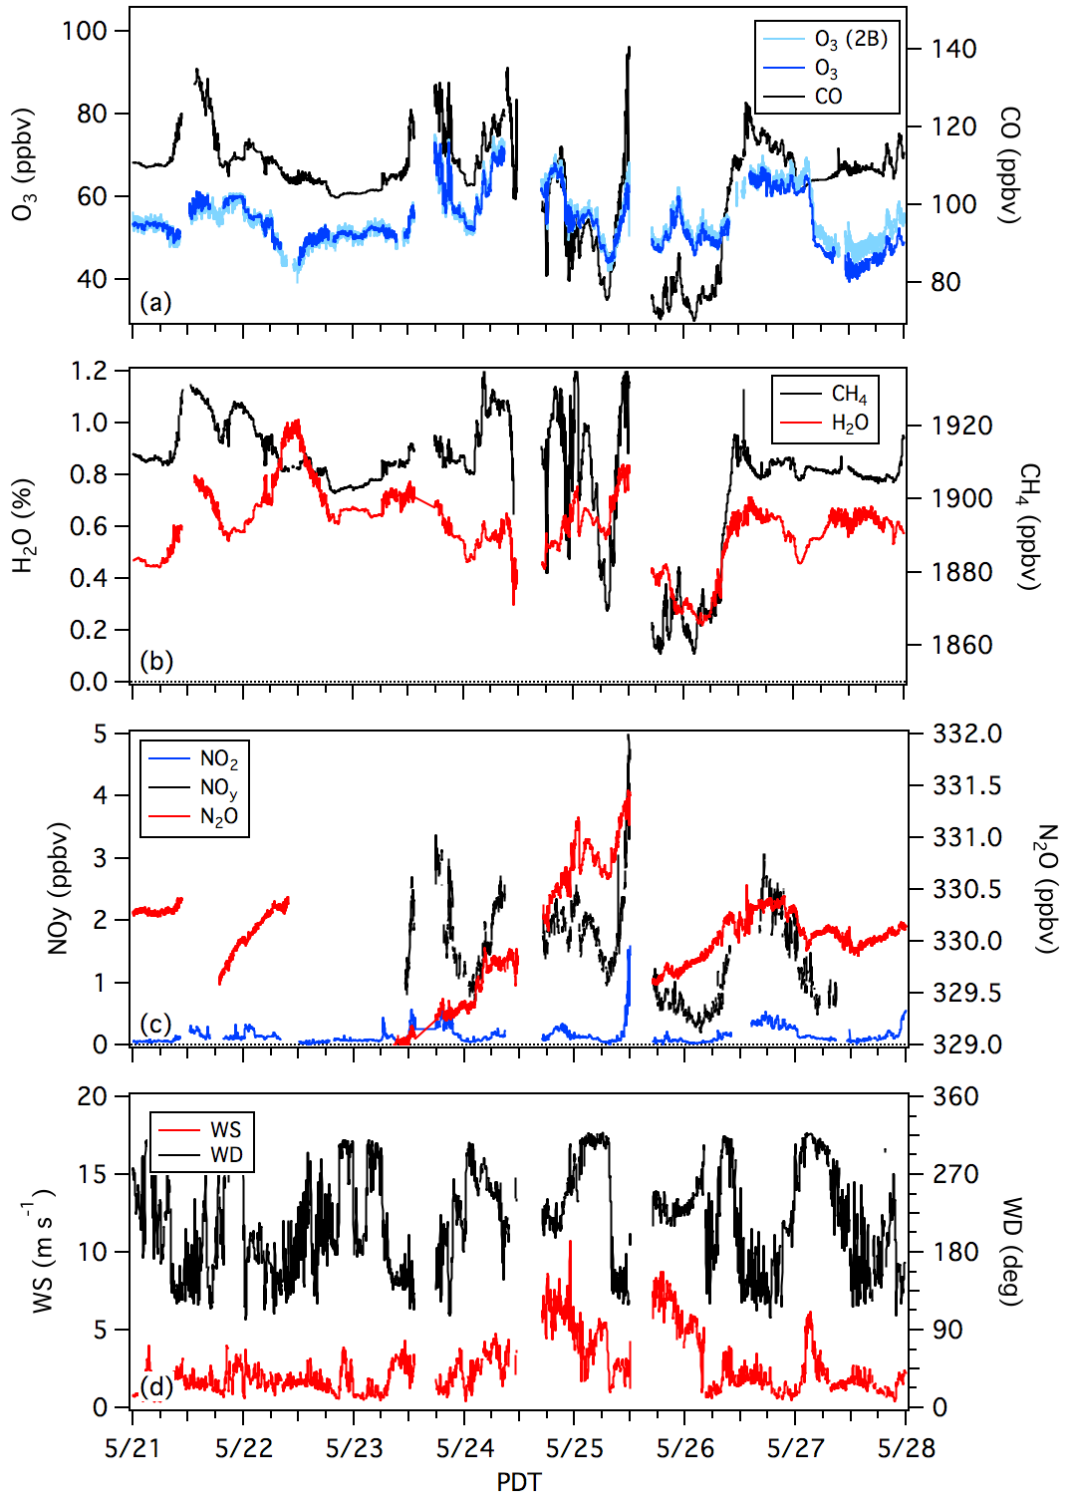 100
80
60
40
O3 (ppbv)
140
120
100
80
CO (ppbv)
O3 (2B)
O3
CO
(a)
1.2
1.0
0.8
0.6
0.4
0.2
0.0
H2O (%)
1920
1900
1880
1860
CH4 (ppbv)
CH4
H2O
(b)
5
4
3
2
1
0
NOy (ppbv)
332.0
331.5
331.0
330.5
330.0
329.5
329.0
N2O (ppbv)
NO2
NOy
N2O
(c)
20
15
10
5
0
WS (m s-1)
360
270
180
90
0
WD (deg)
WS
WD
(d)
5/21 5/22 5/23 5/24 5/25 5/26 5/27 5/28
PDT